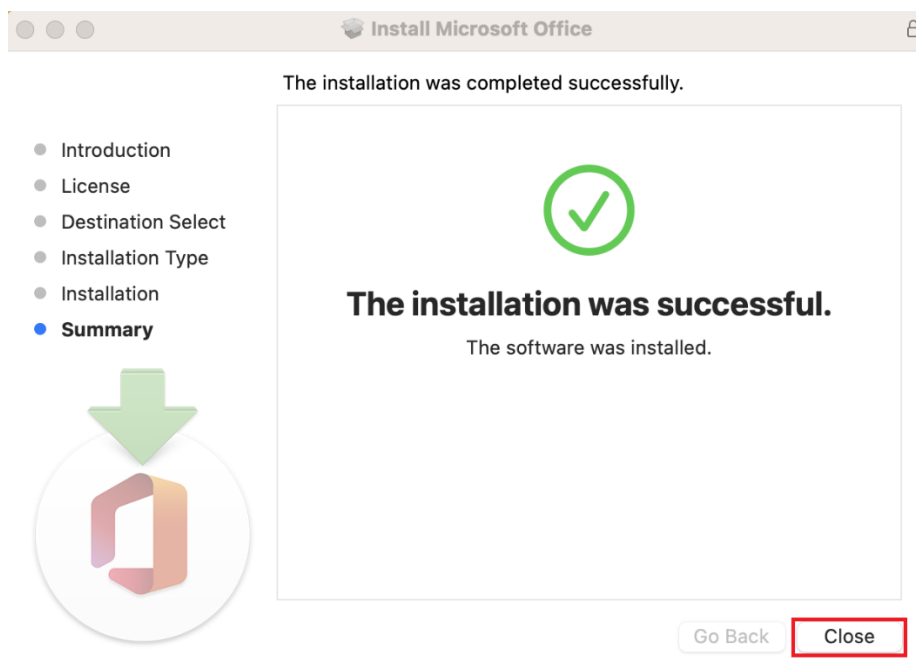 Install Microsoft Office
The installation was completed successfully.
Introduction
License
Destination Select
Installation Type
Installation
Summary
The installation was successful.
The software was installed.
Go Back
Close